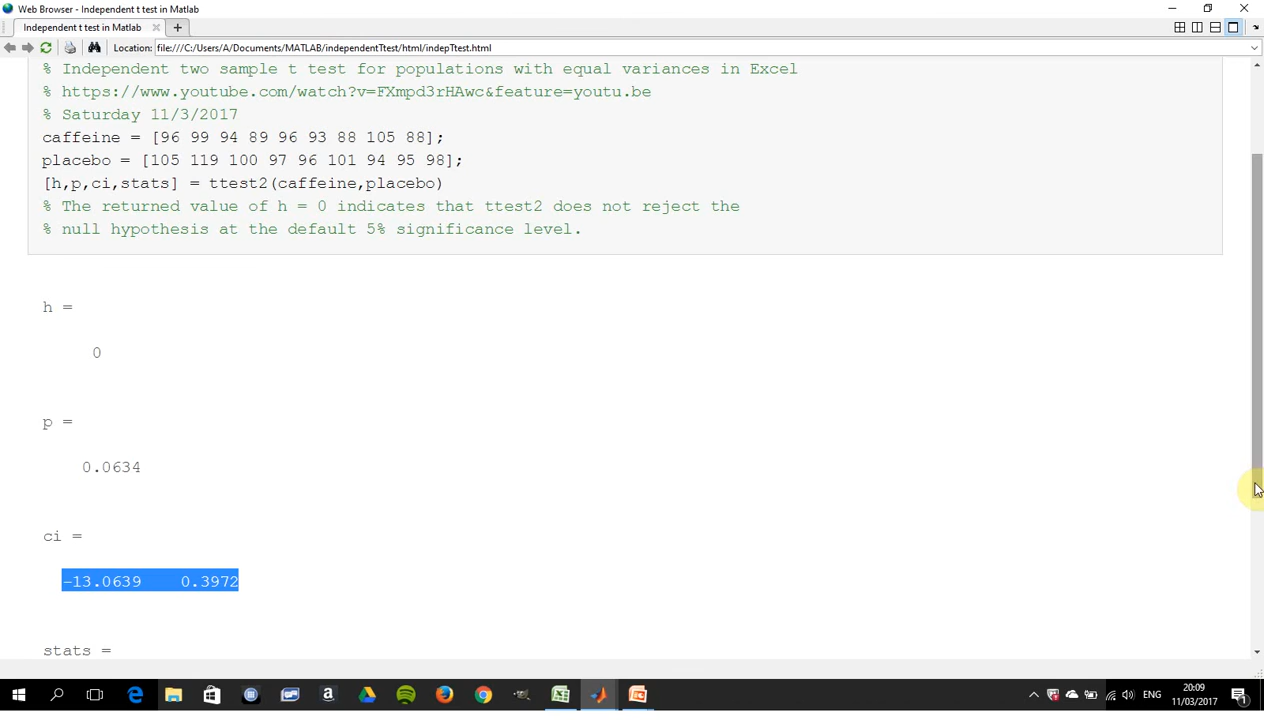 Web Browser - Independent t test in Matlab
Independent t test in Matlab
Location: file:///C:/Users/A/Documents/MATLAB/independentTtest/html/indepTtest.html
% Independent two sample t test for populations with equal variances in Excel
% https://www.youtube.com/watch?v=FXmpd3rHAwc&feature=youtu.be
% Saturday 11/3/2017
caffeine = [96 99 94 89 96 93 88 105 88];
placebo = [105 119 100 97 96 101 94 95 98];
[h,p,ci,stats] = ttest2(caffeine,placebo)
% The returned value of h = 0 indicates that ttest2 does not reject the
% null hypothesis at the default 5% significance level.
h =
0
p =
0.0634
ci =
-13.0639 0.3972
stats =
ENG
20:09
11/03/2017